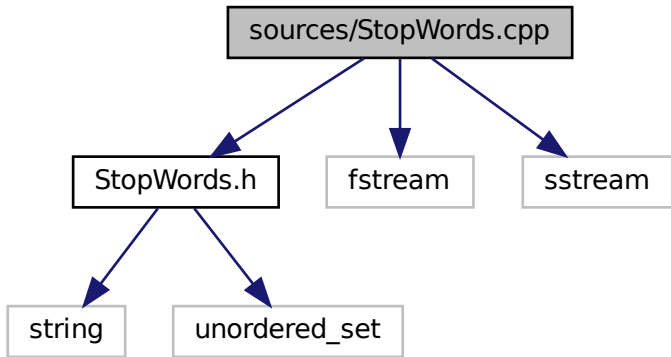 sources/StopWords.cpp
StopWords.h
fstream
sstream
string
unordered_set